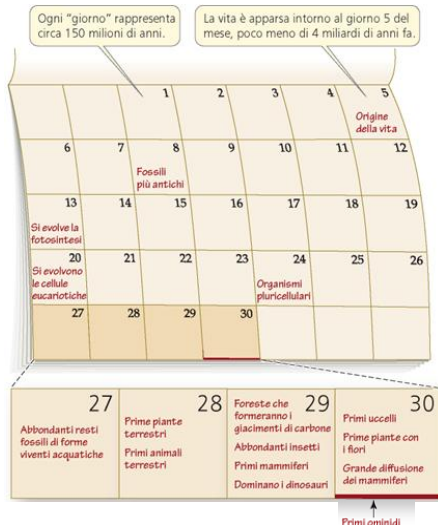 Ogni "giorno" rappresenta
circa 150 milioni di anni.
La vita è apparsa intorno al giorno 5 del
mese, poco meno di 4 miliardi di anni fa.
1 2 3 4 5
Origine
della vita
6 7 8 9 10 11 12
Fossili
più antichi
13 14 15 16 17 18 19
Si evolve la
fotosintesi
20 21 22 23 24 25 26
Si evolvono
le cellule
eucariotiche
Organismi
pluricellulari
27 28 29 30
27
Abbondanti resti
fossili di forme
viventi acquatiche
28
Prime piante
terrestri
Primi animali
terrestri
29
Foreste che
formeranno i
giacimenti di carbone
Abbondanti insetti
Primi mammiferi
Dominano i dinosauri
30
Primi uccelli
Prime piante con
i fiori
Grande diffusione
dei mammiferi
Primi ominidi